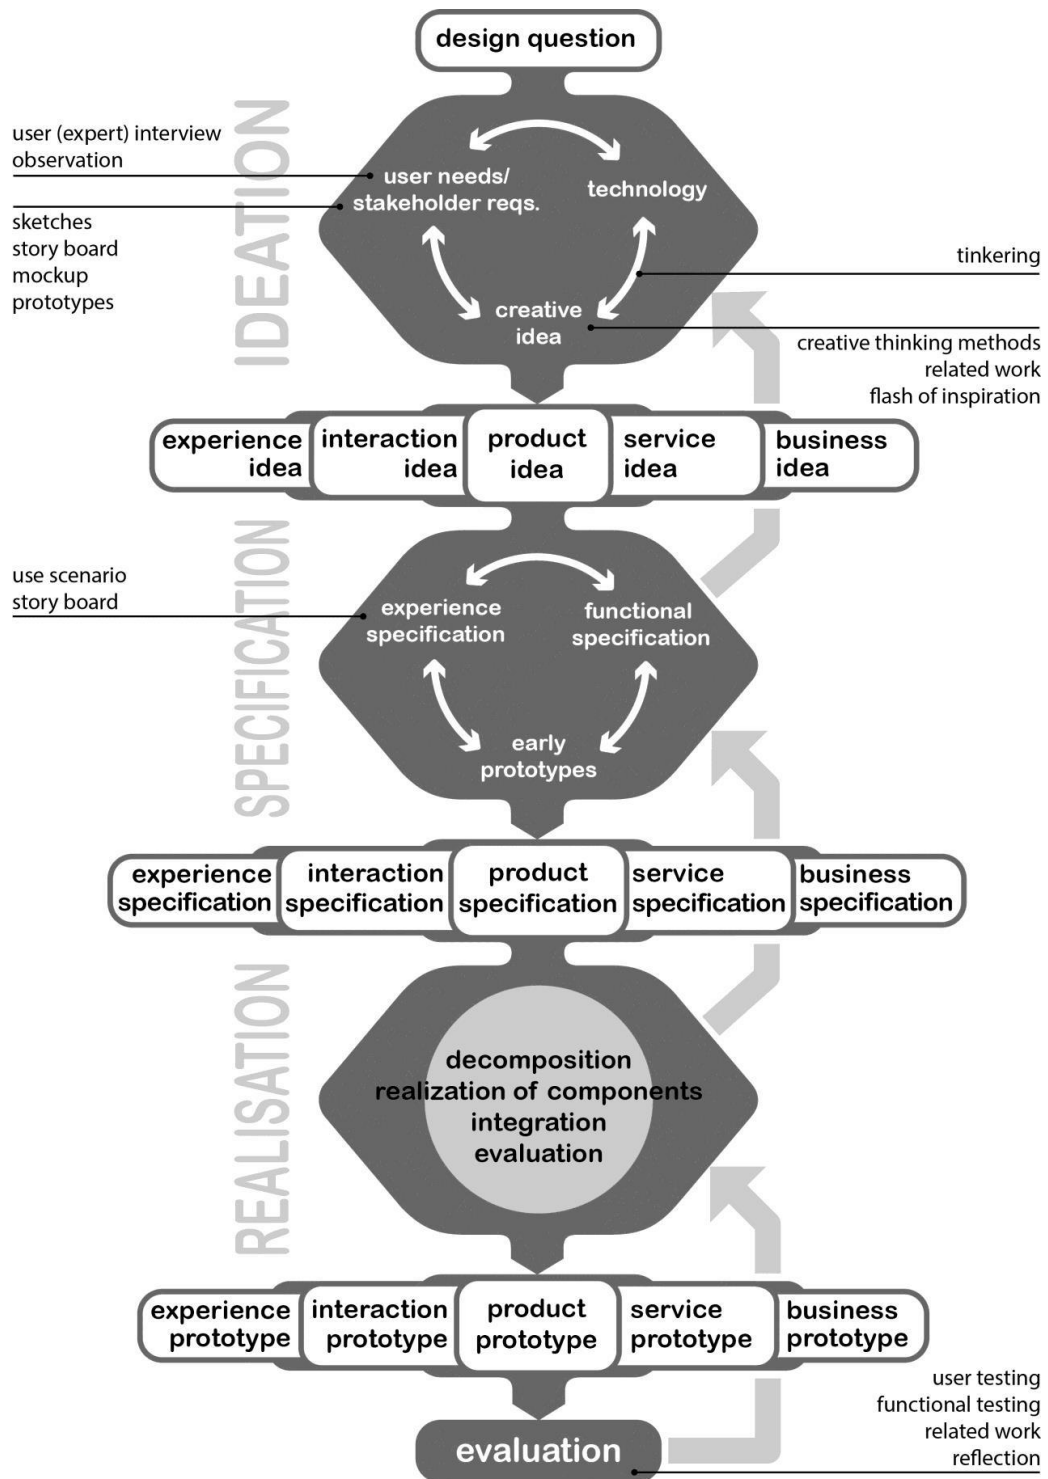 design question
IDEATION
user (expert) interview
observation
user needs/
stakeholder reqs.
technology
sketches
story board
mockup
prototypes
tinkering
creative
idea
creative thinking methods
related work
flash of inspiration
experience
idea
interaction
idea
product
idea
service
idea
business
idea
SPECIFICATION
use scenario
story board
experience
specification
functional
specification
early
prototypes
experience
specification
interaction
specification
product
specification
service
specification
business
specification
REALISATION
decomposition
realization of components
integration
evaluation
experience
prototype
interaction
prototype
product
prototype
service
prototype
business
prototype
evaluation
user testing
functional testing
related work
reflection